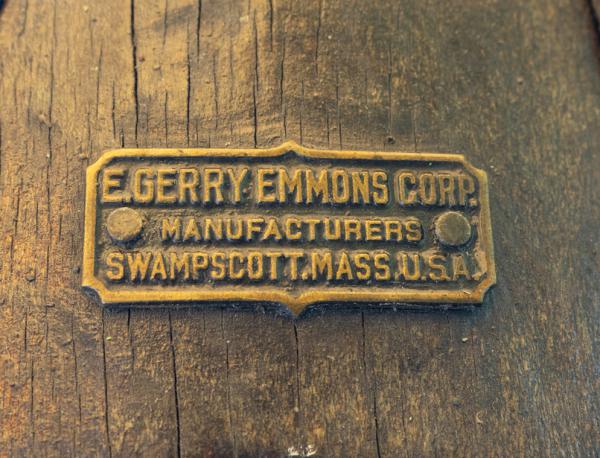 E. GERRY EMMONS CORP.
MANUFACTURERS
SWAMPSCOTT, MASS. U.S.A.